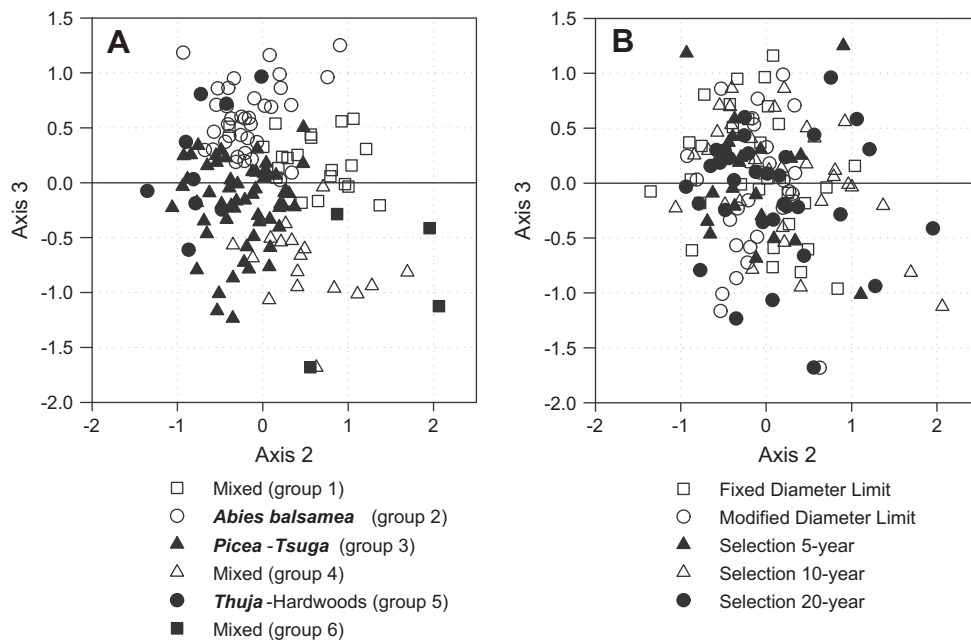 A
B
1.5
1.0
0.5
0.0
-0.5
-1.0
-1.5
-2.0
Axis 3
-2
-1
0
1
2
Axis 2
1.5
1.0
0.5
0.0
-0.5
-1.0
-1.5
-2.0
Axis 3
-2
-1
0
1
2
Axis 2
Mixed (group 1)
Abies balsamea (group 2)
Picea - Tsuga (group 3)
Mixed (group 4)
Thuja -Hardwoods (group 5)
Mixed (group 6)
Fixed Diameter Limit
Modified Diameter Limit
Selection 5-year
Selection 10-year
Selection 20-year